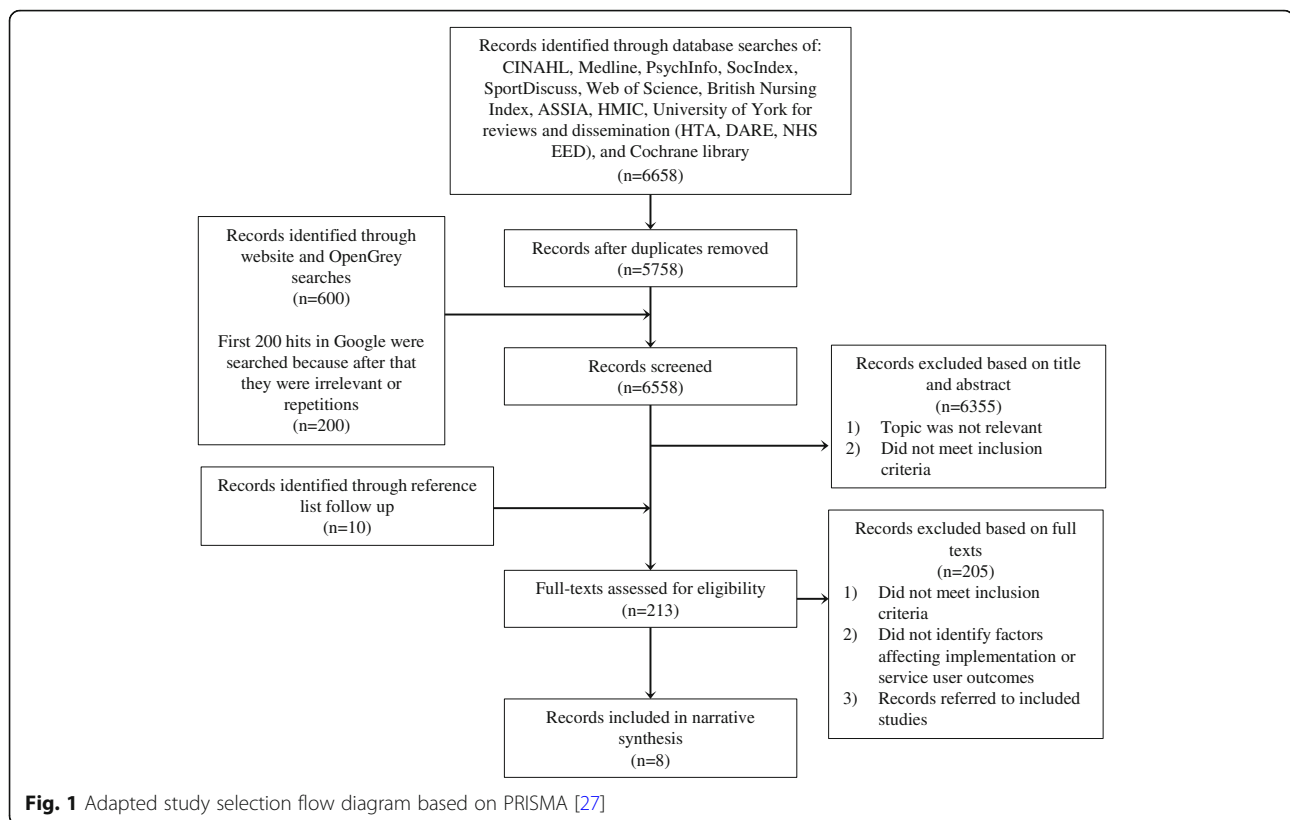 Records identified through database searches of:
CINAHL, Medline, PsychInfo, SocIndex,
SportDiscuss, Web of Science, British Nursing
Index, ASSIA, HMIC, University of York for
reviews and dissemination (HTA, DARE, NHS
EED), and Cochrane library
(n=6658)
Records after duplicates removed
(n=5758)
Records identified through
website and OpenGrey
searches
(n=600)
First 200 hits in Google were
searched because after that
they were irrelevant or
repetitions
(n=200)
Records screened
(n=6558)
Records excluded based on title
and abstract
(n=6355)
1) Topic was not relevant
2) Did not meet inclusion
criteria
Records identified through reference
list follow up
(n=10)
Full-texts assessed for eligibility
(n=213)
Records excluded based on full
texts
(n=205)
1) Did not meet inclusion
criteria
2) Did not identify factors
affecting implementation or
service user outcomes
3) Records referred to included
studies
Records included in narrative
synthesis
(n=8)
Fig. 1 Adapted study selection flow diagram based on PRISMA [27]